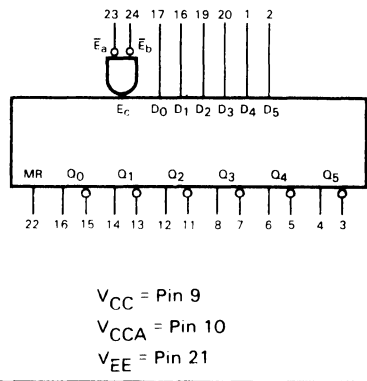 23 24 17 16 19 20 1 2
E̅a E̅b
Ec D0 D1 D2 D3 D4 D5
MR Q0 Q1 Q2 Q3 Q4 Q5
22 16 15 14 13 12 11 8 7 6 5 4 3
VCC = Pin 9
VCCA = Pin 10
VEE = Pin 21